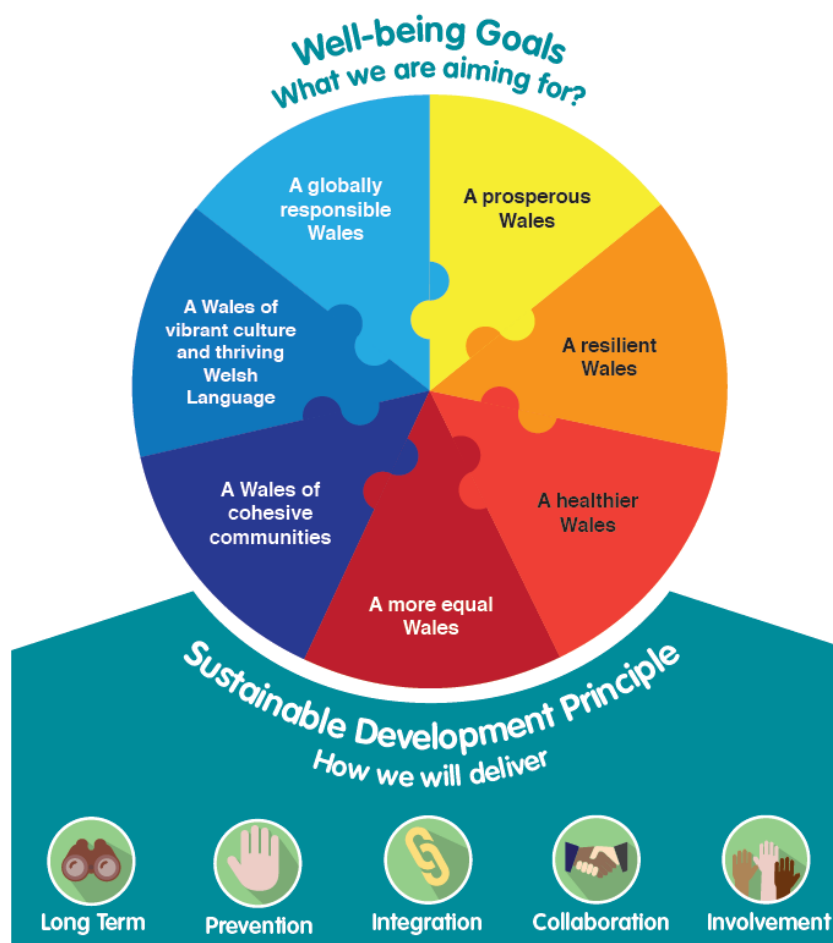 Well-being Goals
What we are aiming for?
A globally
responsible
Wales
A prosperous
Wales
A Wales of
vibrant culture
and thriving
Welsh
Language
A resilient
Wales
A Wales of
cohesive
communities
A healthier
Wales
A more equal
Wales
Sustainable Development Principle
How we will deliver
Long Term
Prevention
Integration
Collaboration
Involvement